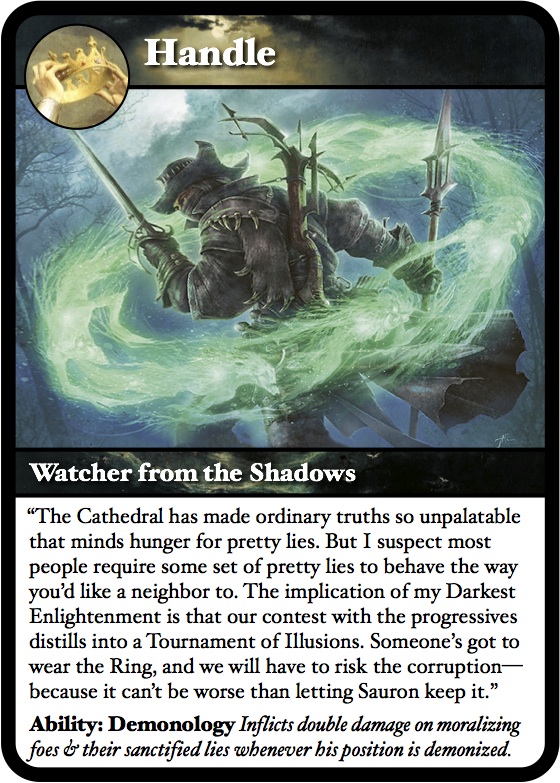 Handle
Watcher from the Shadows
“The Cathedral has made ordinary truths so unpalatable
that minds hunger for pretty lies. But I suspect most
people require some set of pretty lies to behave the way
you’d like a neighbor to. The implication of my Darkest
Enlightenment is that our contest with the progressives
distills into a Tournament of Illusions. Someone’s got to
wear the Ring, and we will have to risk the corruption—
because it can’t be worse than letting Sauron keep it.”
Ability: Demonology Inflicts double damage on moralizing
foes & their sanctified lies whenever his position is demonized.